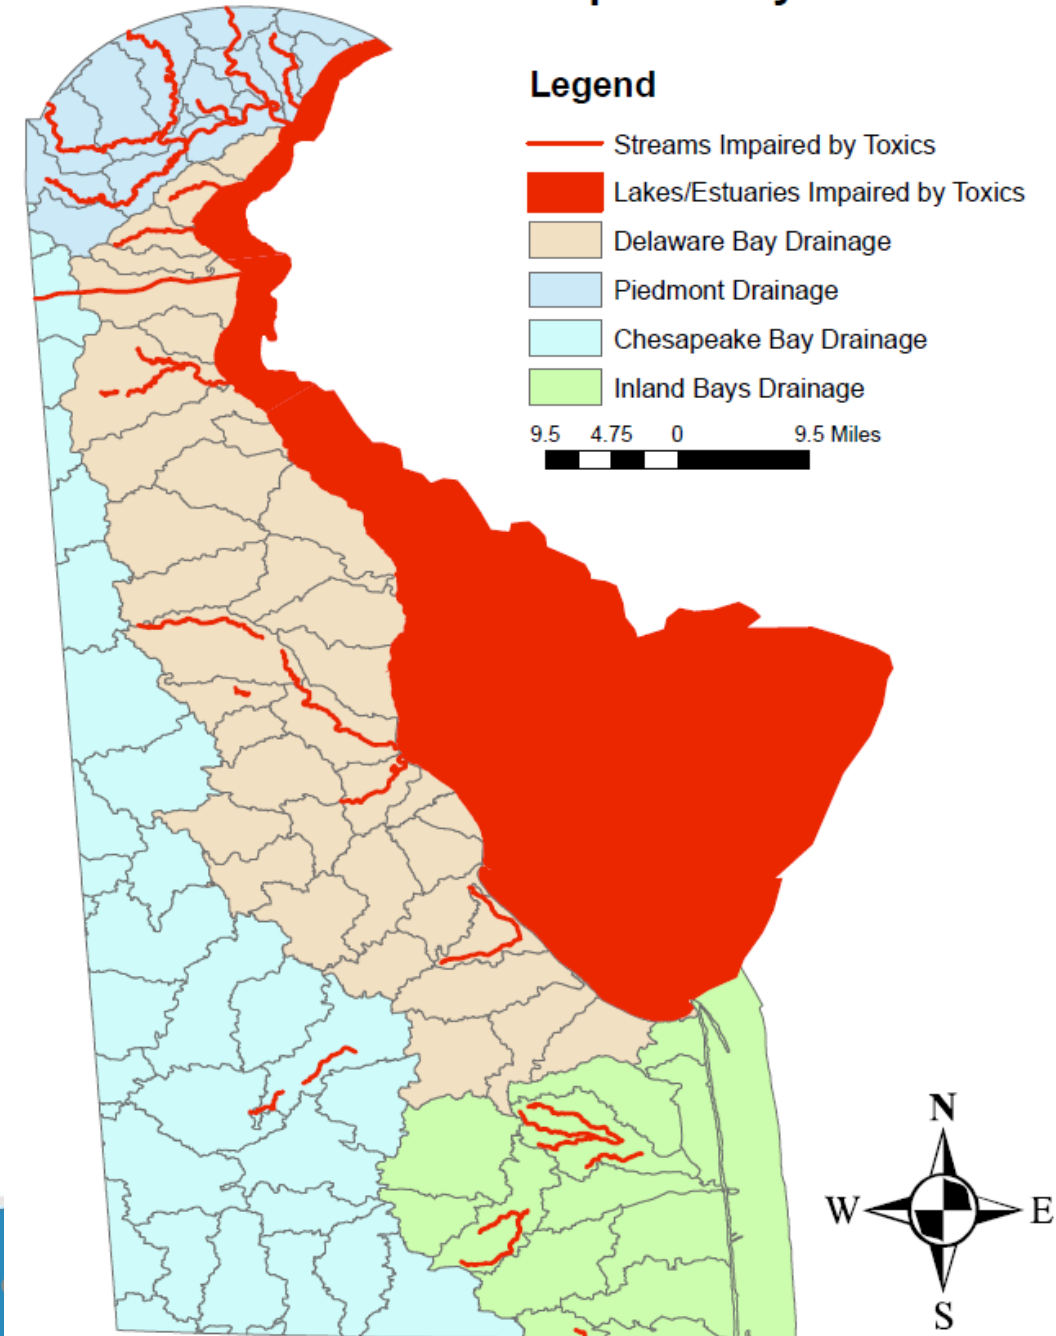 Legend
Streams Impaired by Toxics
Lakes/Estuaries Impaired by Toxics
Delaware Bay Drainage
Piedmont Drainage
Chesapeake Bay Drainage
Inland Bays Drainage
9.5 4.75 0 9.5 Miles
N
W E
S